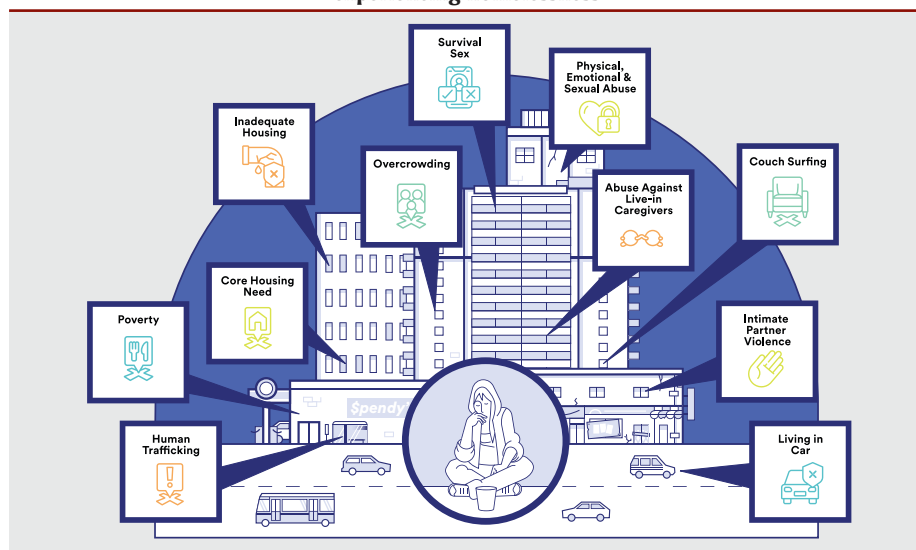 Survival
Sex
Physical,
Emotional &
Sexual Abuse
Inadequate
Housing
Overcrowding
Couch Surfing
Abuse Against
Live-in
Caregivers
Core Housing
Need
Poverty
Intimate
Partner
Violence
$pendy
Human
Trafficking
Living in
Car